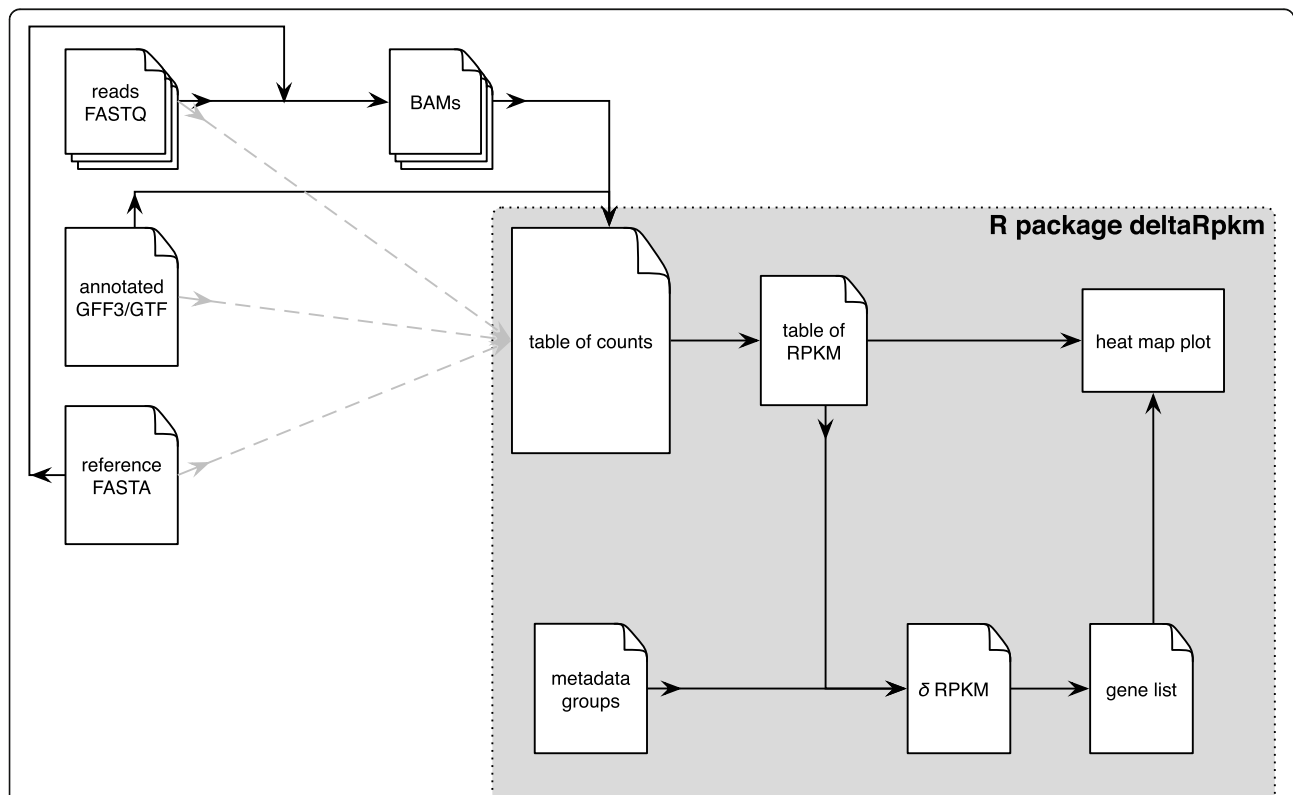 reads
FASTQ
BAMs
R package deltaRpkm
annotated
GFF3/GTF
table of counts
table of
RPKM
heat map plot
reference
FASTA
metadata
groups
δ RPKM
gene list